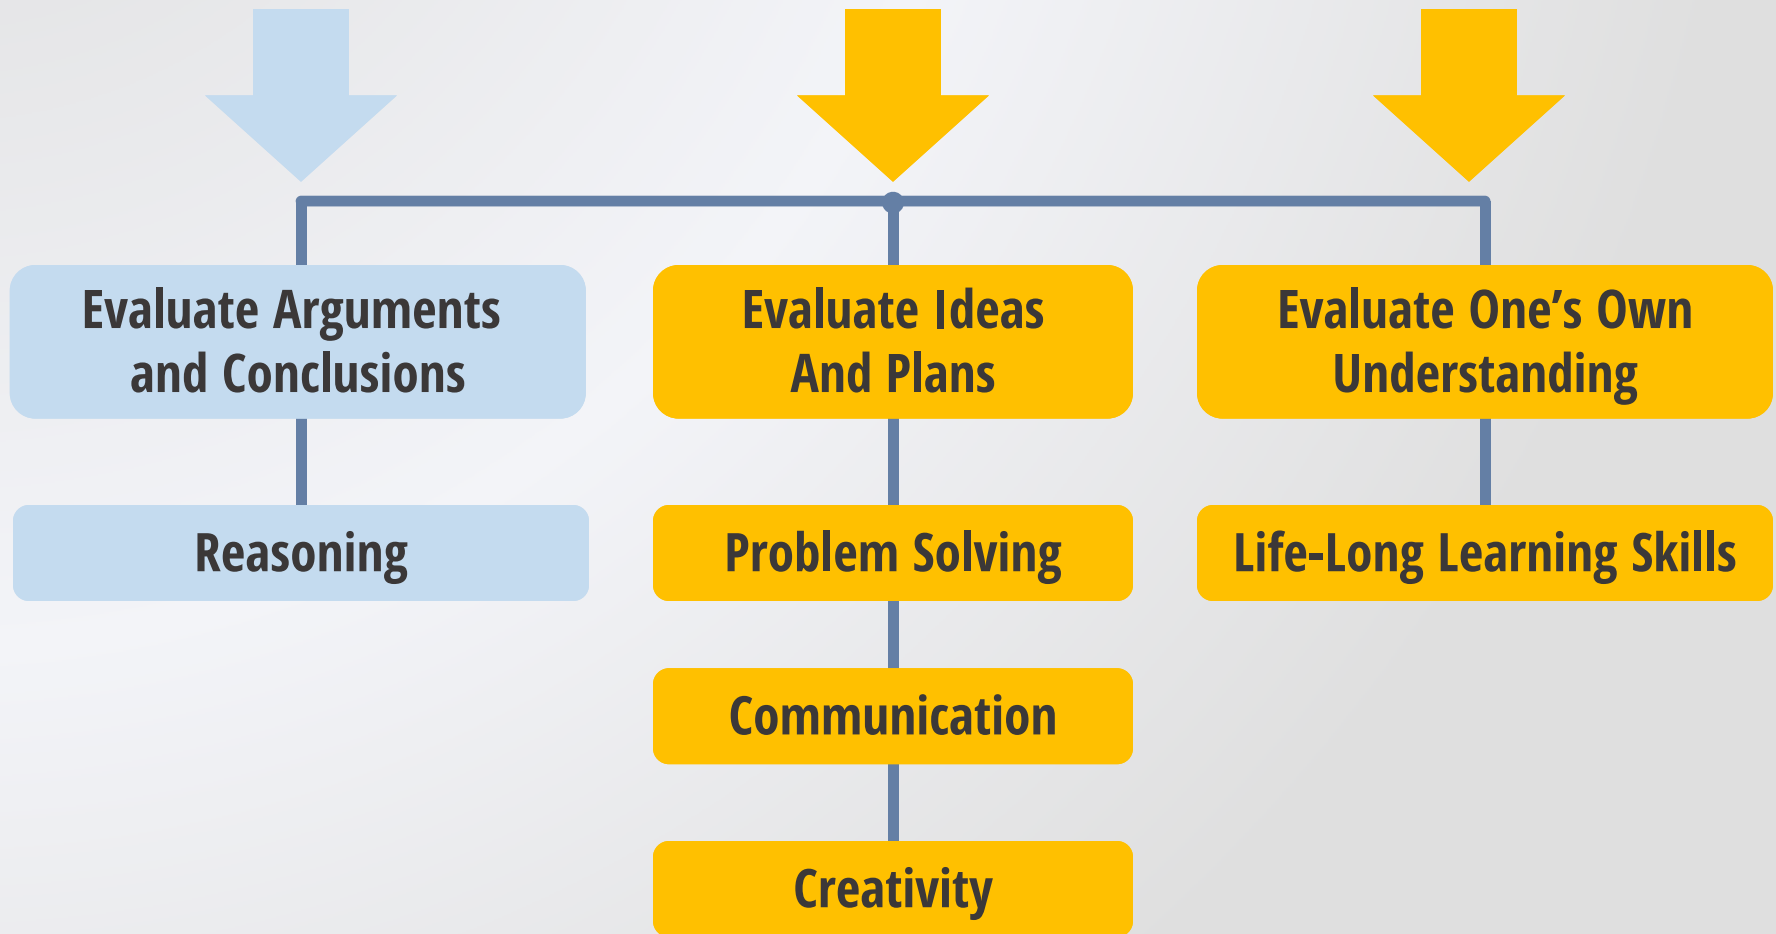 Evaluate Arguments
and Conclusions
Evaluate Ideas
And Plans
Evaluate One’s Own
Understanding
Reasoning
Problem Solving
Life-Long Learning Skills
Communication
Creativity